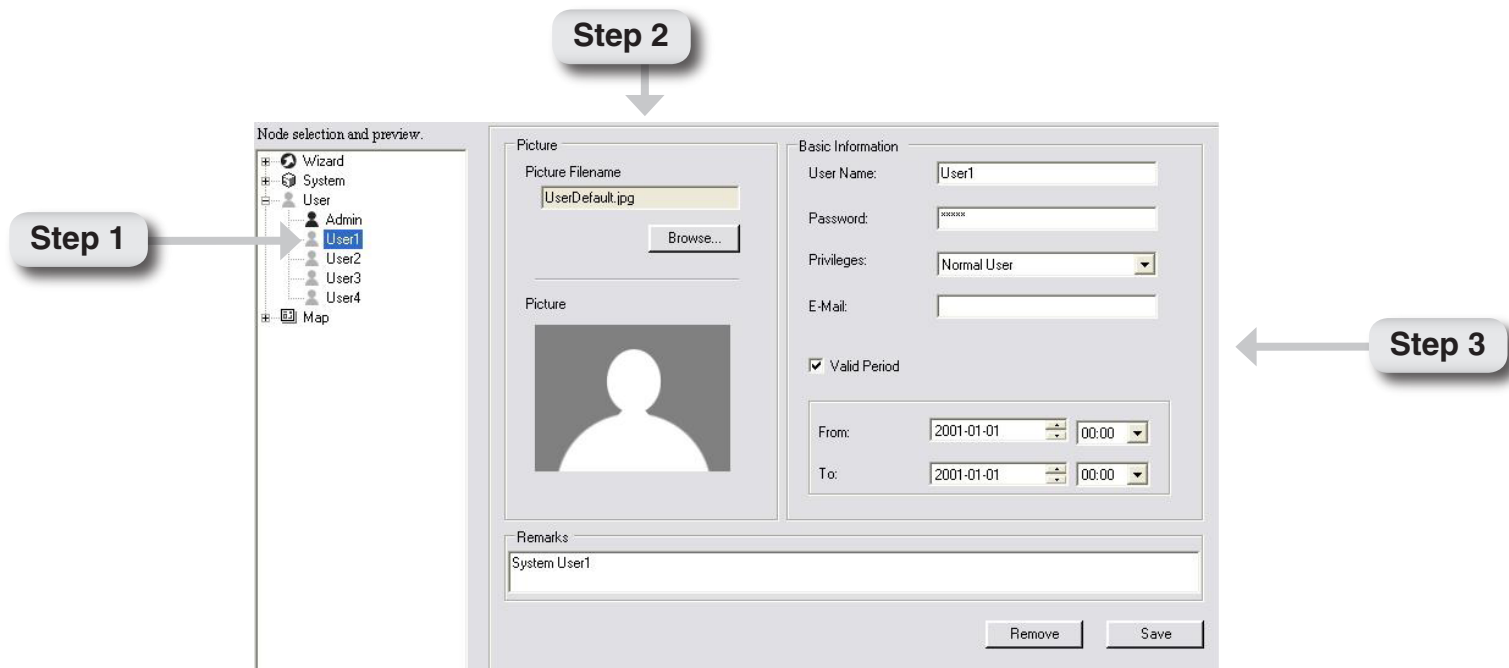 Step 2
Step 1
Step 3
Node selection and preview.
Wizard
System
User
Admin
User1
User2
User3
User4
Map
Picture
Picture Filename
UserDefault.jpg
Browse...
Picture
Basic Information
User Name:
User1
Password:
xxxxx
Privileges:
Normal User
E-Mail:
Valid Period
From:
2001-01-01
00:00
To:
2001-01-01
00:00
Remarks
System User1
Remove
Save